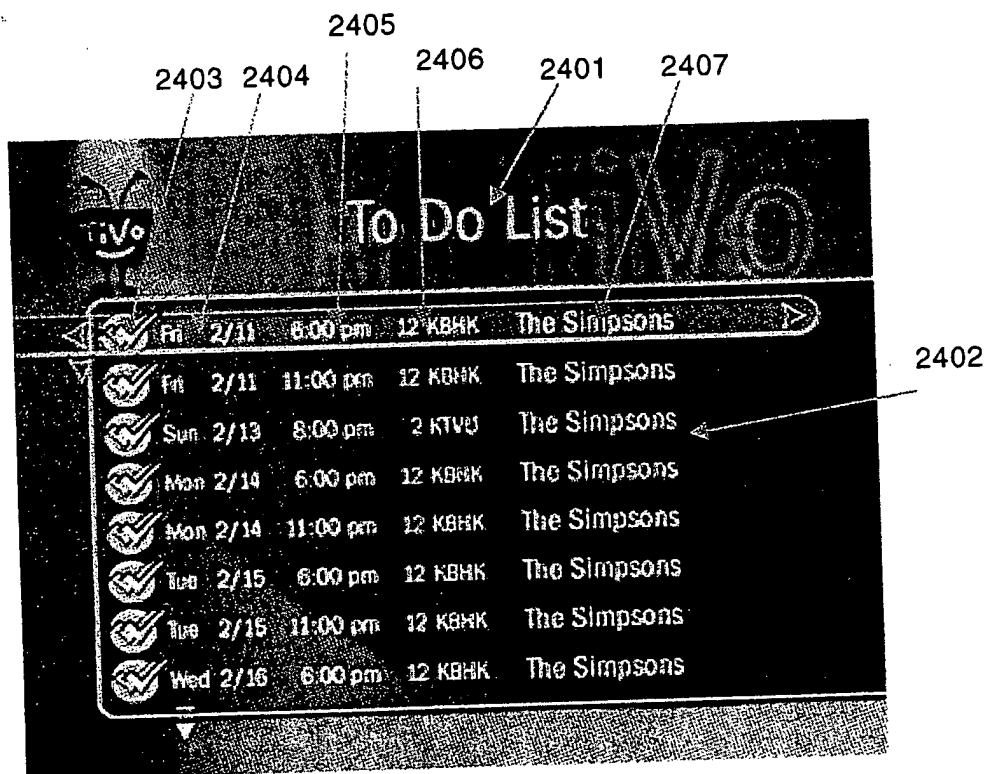 2405
2403 2404 2406 2401 2407
To Do List
TiVo
iVo
Fri 2/11 6:00 pm 12 KBHK The Simpsons
Fri 2/11 11:00 pm 12 KBHK The Simpsons
2402
Sun 2/13 8:00 pm 2 KTVU The Simpsons
Mon 2/14 6:00 pm 12 KBHK The Simpsons
Mon 2/14 11:00 pm 12 KBHK The Simpsons
Tue 2/15 6:00 pm 12 KBHK The Simpsons
Tue 2/15 11:00 pm 12 KBHK The Simpsons
Wed 2/16 6:00 pm 12 KBHK The Simpsons